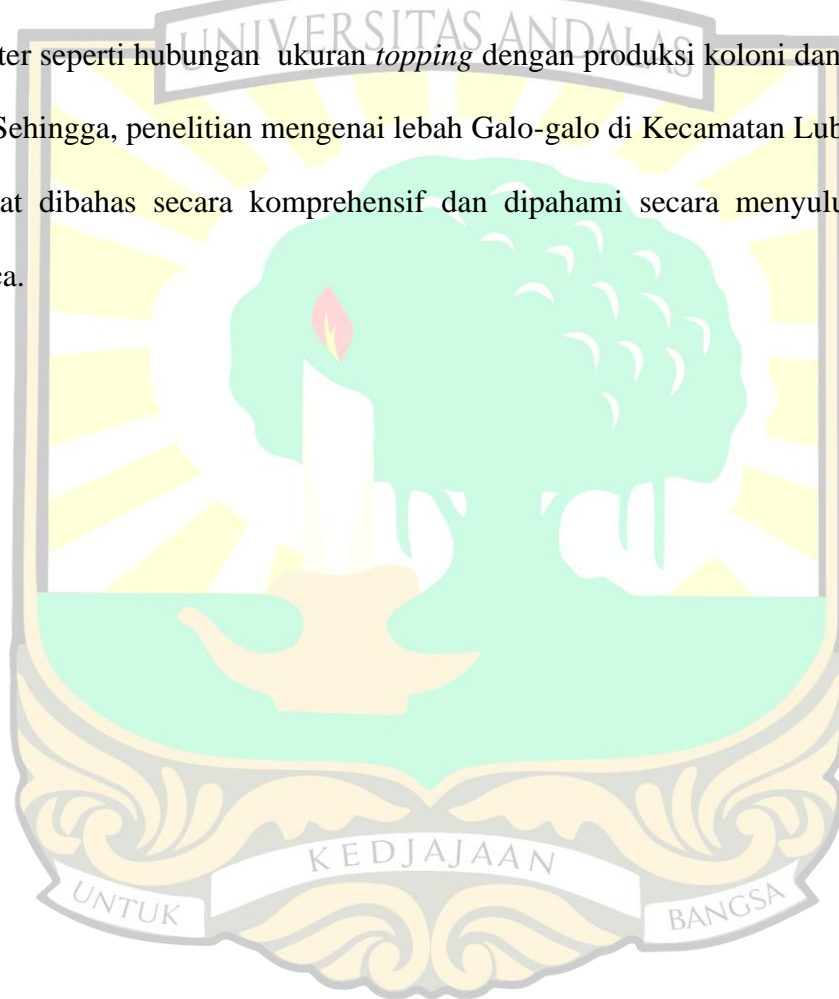 UNIVERSITAS ANDALAS
ter seperti hubungan ukuran topping dengan produksi koloni dan
Sehingga, penelitian mengenai lebah Galo-galo di Kecamatan Lub
at dibahas secara komprehensif dan dipahami secara menyulu
ca.
KEDJAJAAN
UNTUK
BANGSA